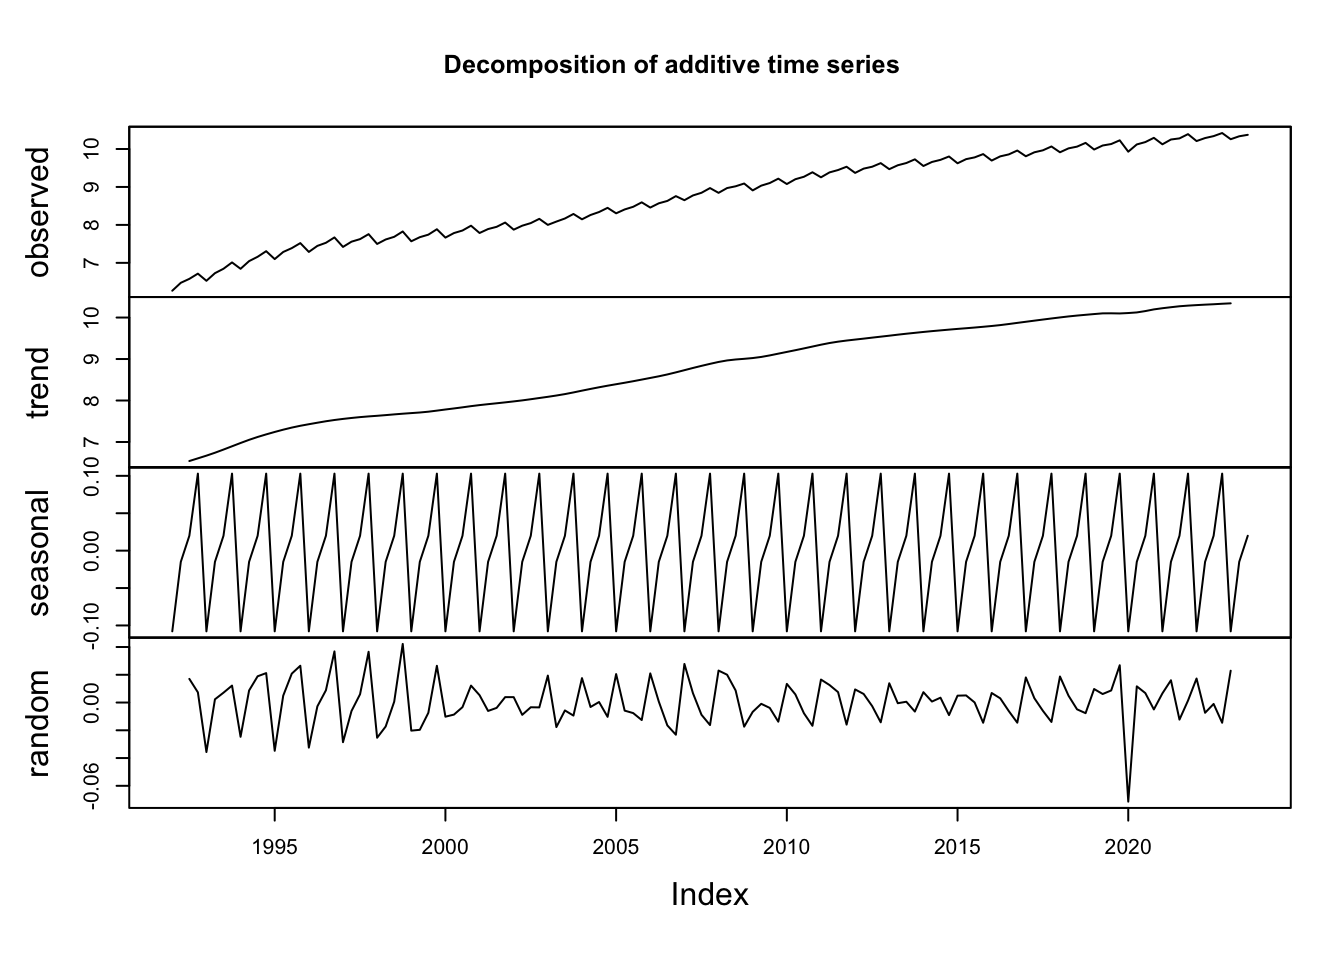 Decomposition of additive time series
observed
7 8 9 10
trend
7 8 9 10
seasonal
-0.10 0.00 0.10
random
-0.06 0.00
1995 2000 2005 2010 2015 2020
Index